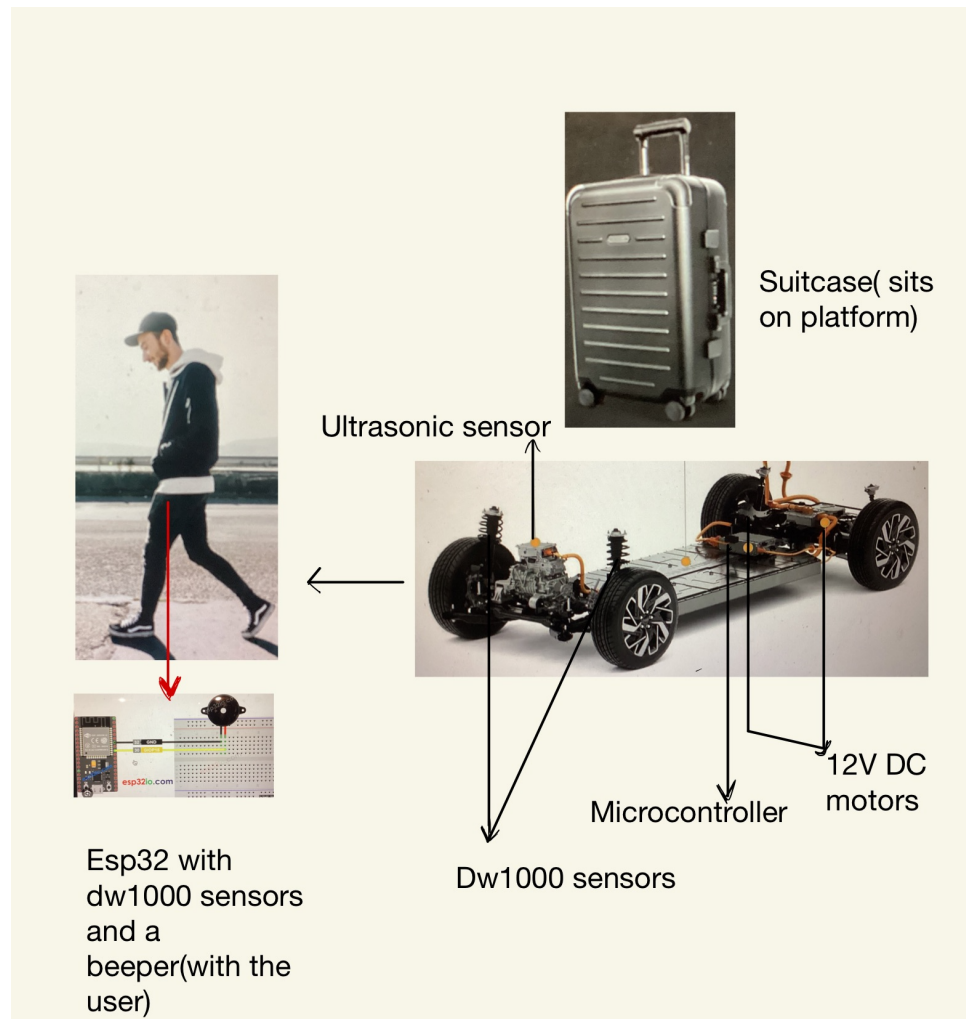 Suitcase( sits
on platform)
Ultrasonic sensor
esp32io.com
12V DC
motors
Microcontroller
Dw1000 sensors
Esp32 with
dw1000 sensors
and a
beeper(with the
user)